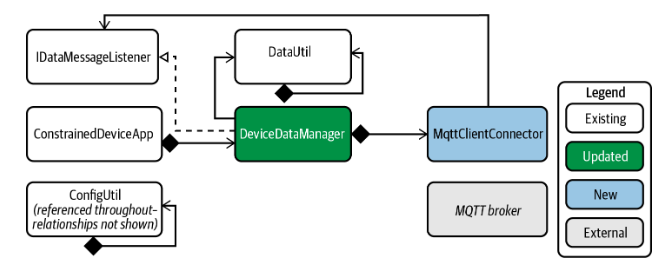 IDataMessageListener
DataUtil
ConstrainedDeviceApp
DeviceDataManager
MqttClientConnector
ConfigUtil
(referenced throughout-
relationships not shown)
MQTT broker
Legend
Existing
Updated
New
External